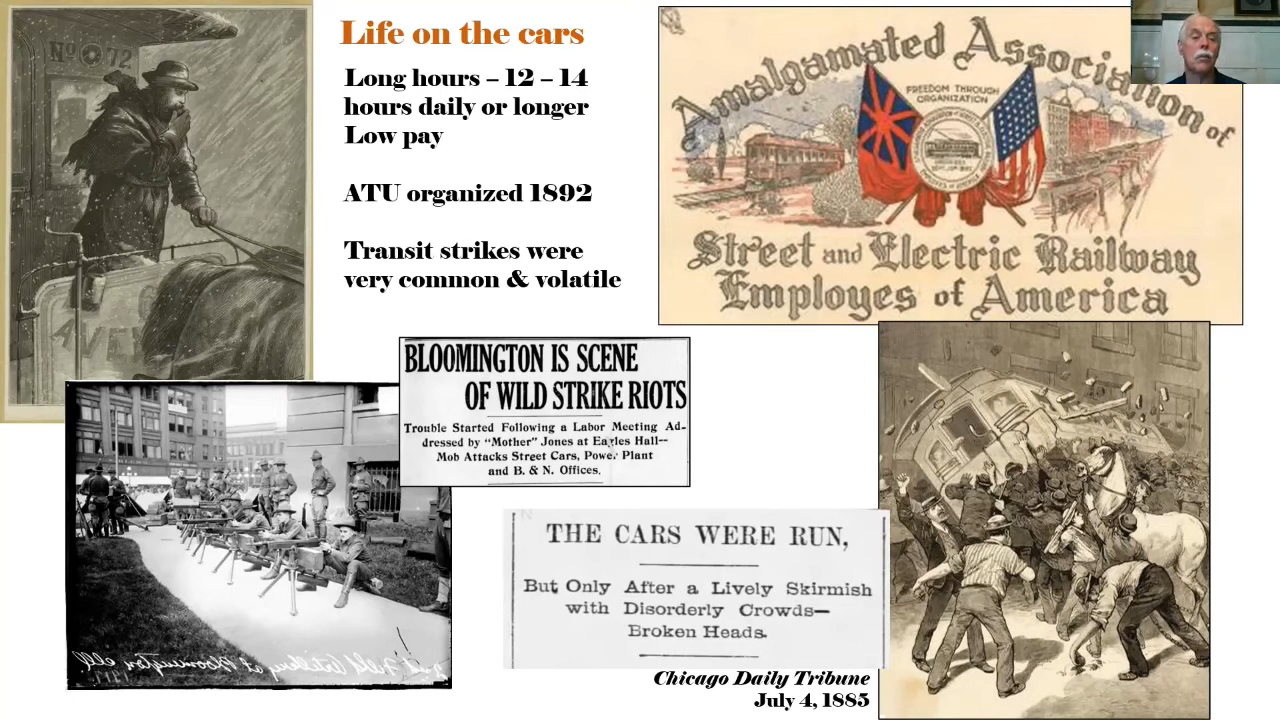 Life on the cars
Long hours – 12 – 14
hours daily or longer
Low pay
ATU organized 1892
Transit strikes were
very common & volatile
Nº 72
Amalgamated Association of
FREEDOM THROUGH
ORGANIZATION
Street and Electric Railway
Employes of America
BLOOMINGTON IS SCENE
OF WILD STRIKE RIOTS
Trouble Started Following a Labor Meeting Ad-
dressed by "Mother" Jones at Eagles Hall--
Mob Attacks Street Cars, Power Plant
and B. & N. Offices.
THE CARS WERE RUN,
But Only After a Lively Skirmish
with Disorderly Crowds—
Broken Heads.
Chicago Daily Tribune
July 4, 1885